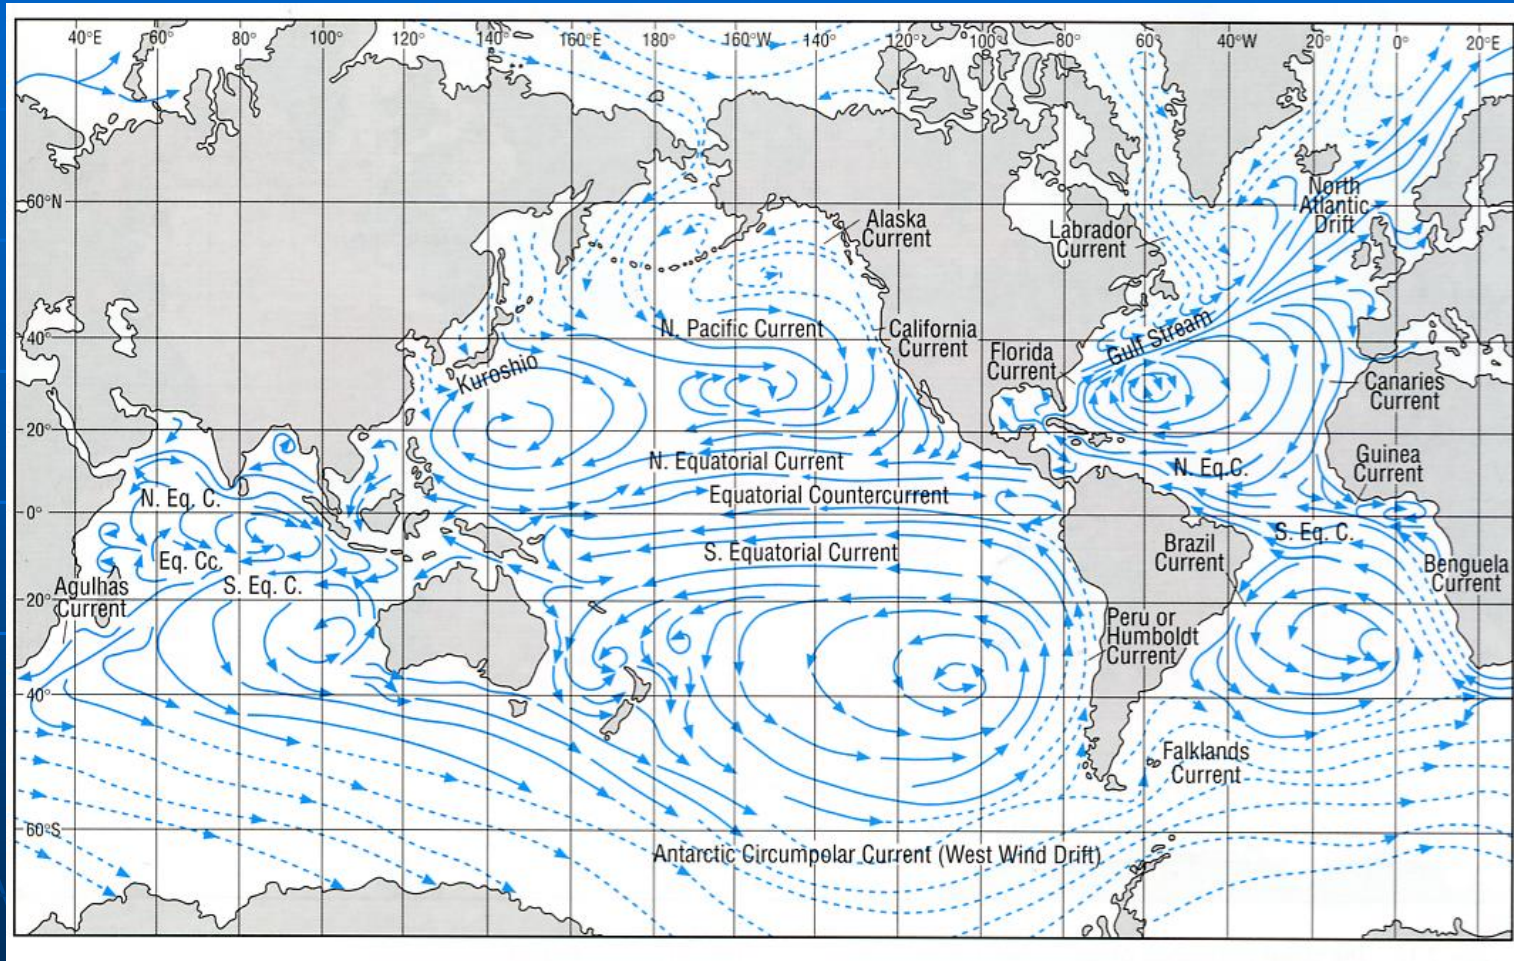 40°E 60° 80° 100° 120° 140° 160°E 180° 160°W 140° 120° 100° 80° 60° 40°W 20° 0° 20°E
60°N
Alaska
Current
Labrador
Current
North
Atlantic
Drift
40°
N. Pacific Current
California
Current
Florida
Current
Gulf Stream
Kuroshio
Canaries
Current
20°
N. Equatorial Current
N. Eq.C.
Guinea
Current
N. Eq. C.
Equatorial Countercurrent
0°
S. Eq. C.
Eq. Cc.
S. Equatorial Current
Brazil
Current
Benguela
Current
Agulhas
Current
S. Eq. C.
20°
Peru or
Humboldt
Current
40°
Falklands
Current
60°S
Antarctic Circumpolar Current (West Wind Drift)